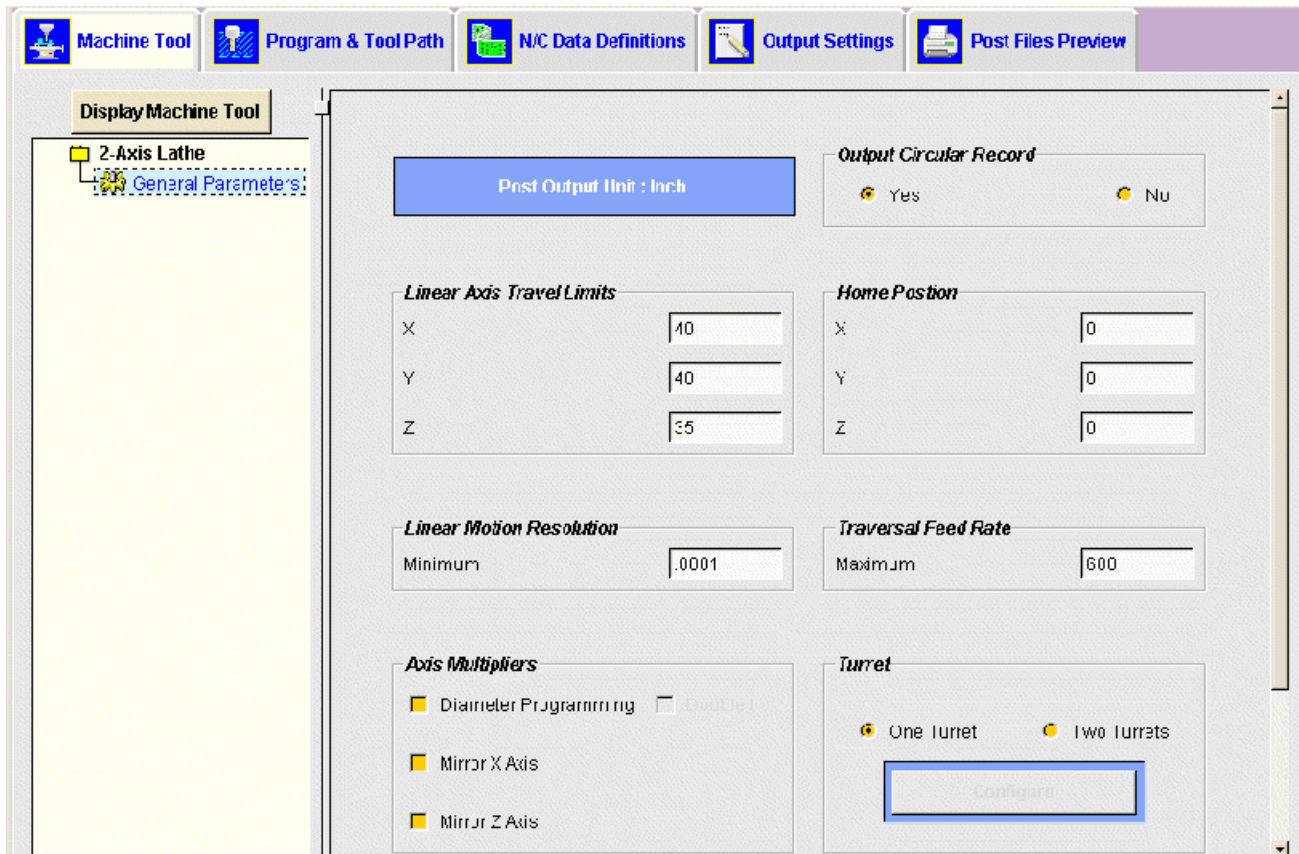 Machine Tool
Program & Tool Path
N/C Data Definitions
Output Settings
Post Files Preview
Display Machine Tool
2-Axis Lathe
General Parameters
Post Output Unit : Inch
Output Circular Record
Yes
No
Linear Axis Travel Limits
X 40
Y 40
Z 35
Home Postion
X 0
Y 0
Z 0
Linear Motion Resolution
Minimum .0001
Traversal Feed Rate
Maximum 600
Axis Multipliers
Diameter Programming
Mirror X Axis
Mirror Z Axis
Turret
One Turret
Two Turrets
Configure